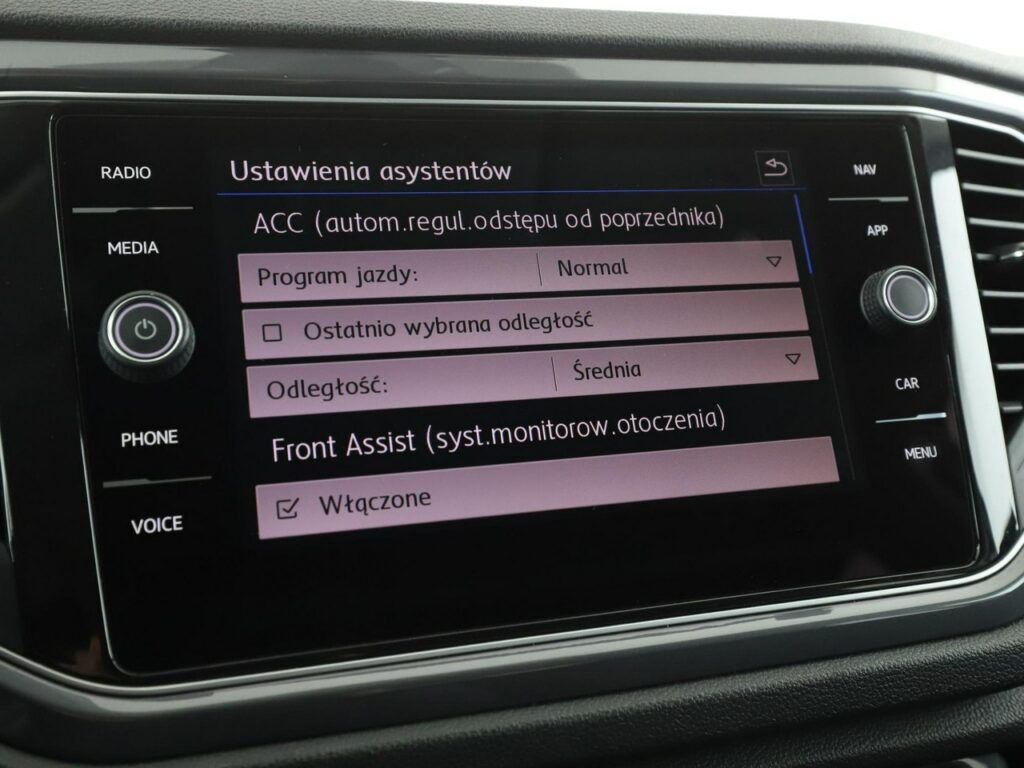 RADIO
MEDIA
PHONE
VOICE
Ustawienia asystentów
ACC (autom.regul.odstępu od poprzednika)
Program jazdy: Normal
Ostatnio wybrana odległość
Odległość: Średnia
Front Assist (syst.monitorow.otoczenia)
Włączone
NAV
APP
CAR
MENU